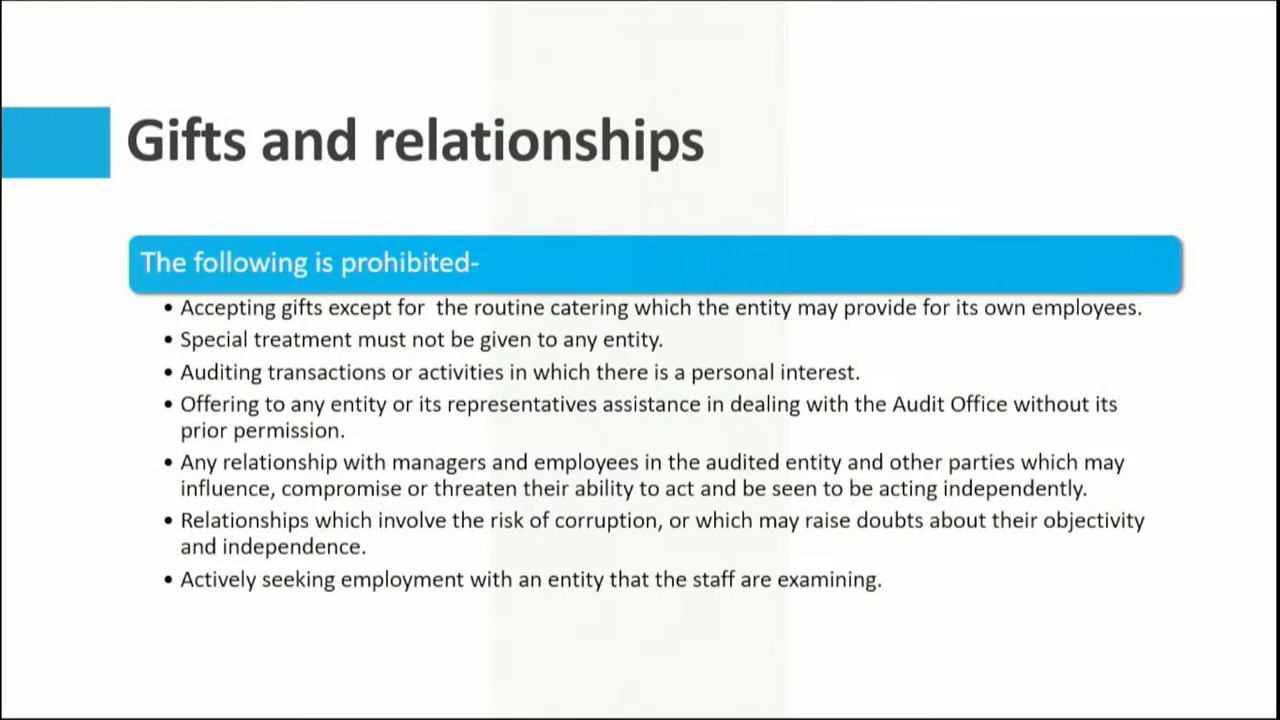 Gifts and relationships
The following is prohibited-
• Accepting gifts except for  the routine catering which the entity may provide for its own employees.
• Special treatment must not be given to any entity.
• Auditing transactions or activities in which there is a personal interest.
• Offering to any entity or its representatives assistance in dealing with the Audit Office without its
prior permission.
• Any relationship with managers and employees in the audited entity and other parties which may
influence, compromise or threaten their ability to act and be seen to be acting independently.
• Relationships which involve the risk of corruption, or which may raise doubts about their objectivity
and independence.
• Actively seeking employment with an entity that the staff are examining.